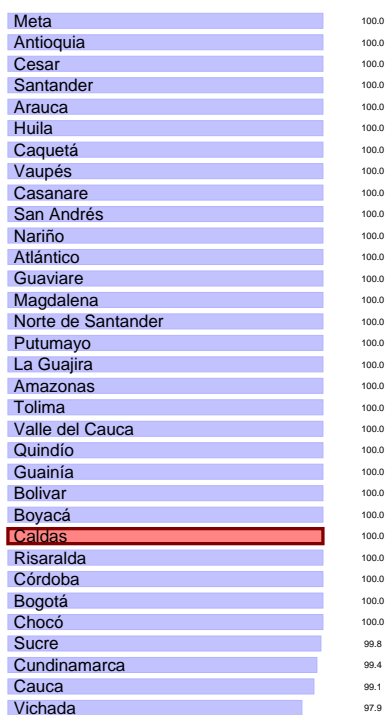 Meta 100.0
Antioquia 100.0
Cesar 100.0
Santander 100.0
Arauca 100.0
Huila 100.0
Caquetá 100.0
Vaupés 100.0
Casanare 100.0
San Andrés 100.0
Nariño 100.0
Atlántico 100.0
Guaviare 100.0
Magdalena 100.0
Norte de Santander 100.0
Putumayo 100.0
La Guajira 100.0
Amazonas 100.0
Tolima 100.0
Valle del Cauca 100.0
Quindío 100.0
Guainía 100.0
Bolivar 100.0
Boyacá 100.0
Caldas 100.0
Risaralda 100.0
Córdoba 100.0
Bogotá 100.0
Chocó 100.0
Sucre 99.8
Cundinamarca 99.4
Cauca 99.1
Vichada 97.9